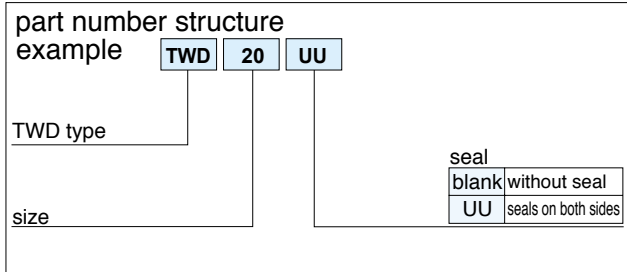 part number structure
example TWD 20 UU
TWD type
seal
blank without seal
UU seals on both sides
size